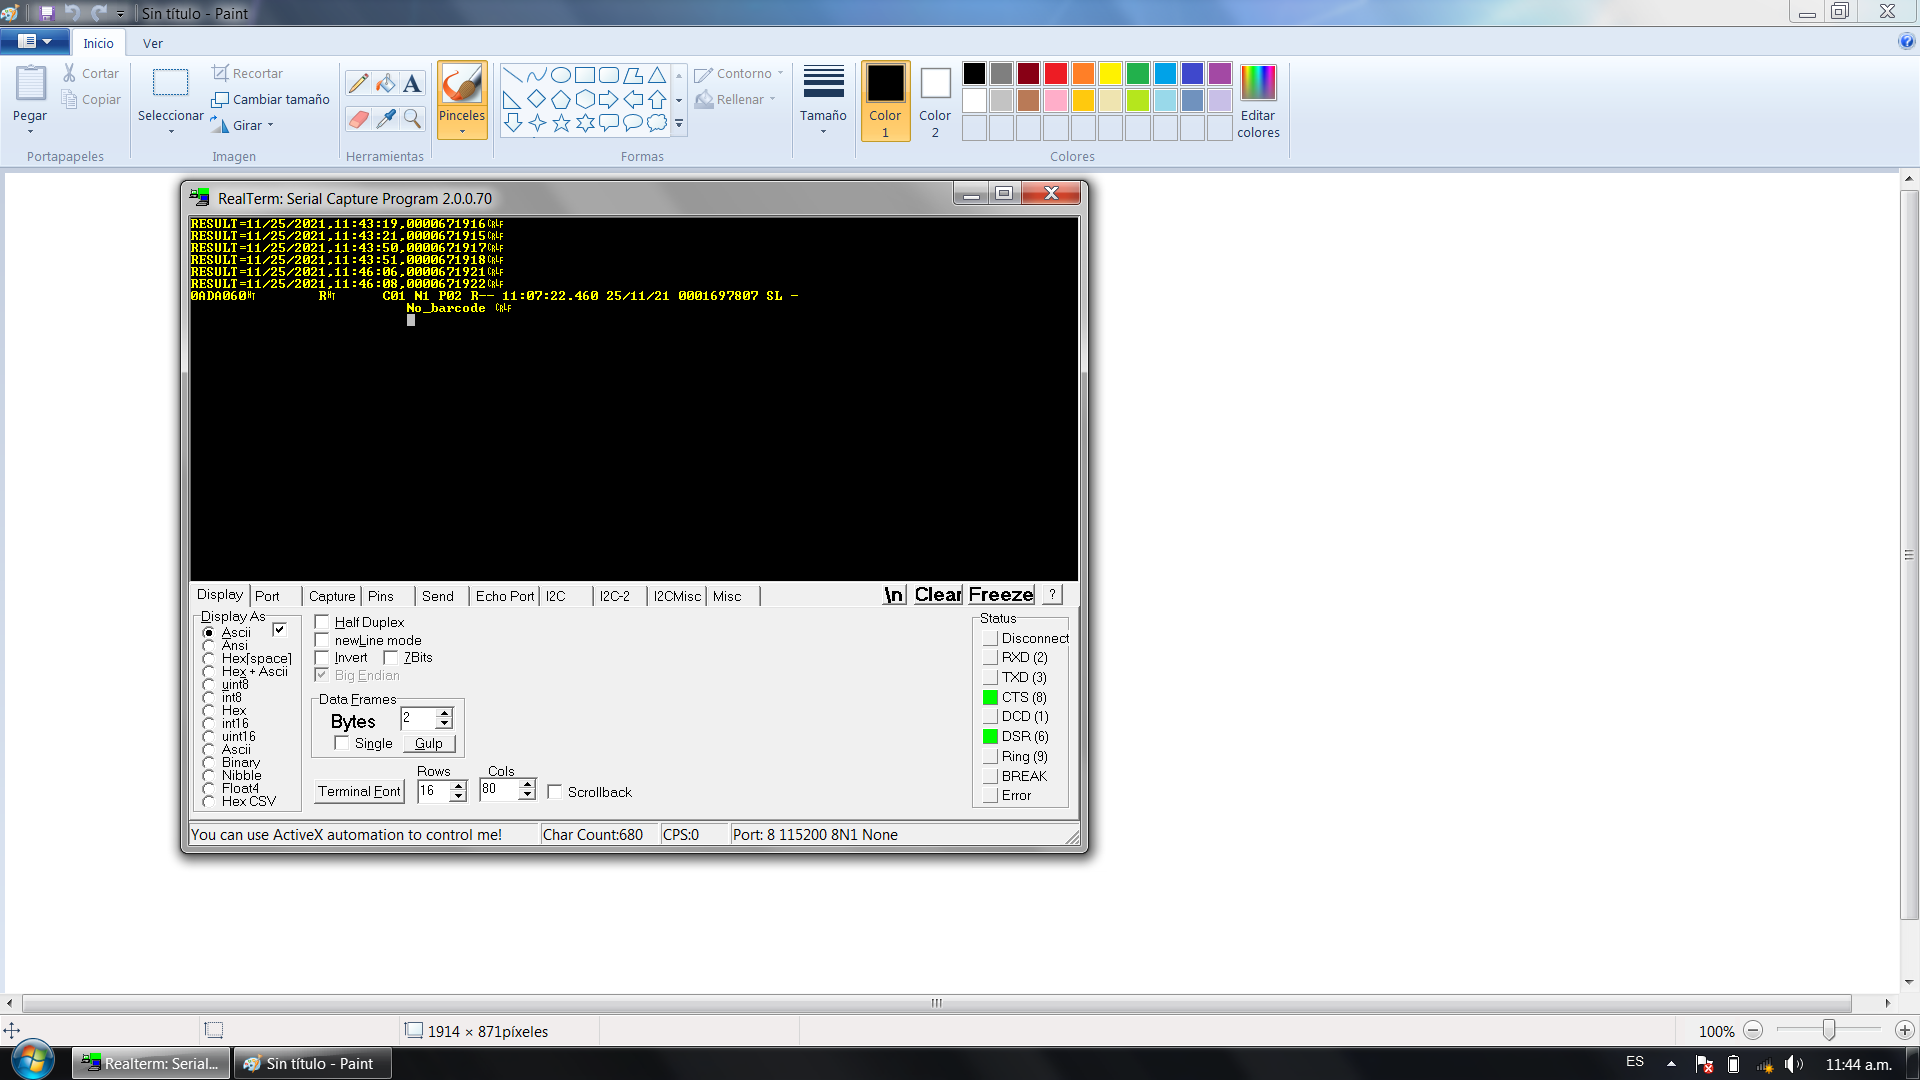 Sin título - Paint
Inicio
Ver
Pegar
Cortar
Copiar
Portapapeles
Seleccionar
Recortar
Cambiar tamaño
Girar
Imagen
A
Herramientas
Pinceles
Contorno
Rellenar
Formas
Tamaño
Color 1
Color 2
Editar colores
Colores
RealTerm: Serial Capture Program 2.0.0.70
RESULT=11/25/2021,11:43:19,0000671916CRLF
RESULT=11/25/2021,11:43:21,0000671915CRLF
RESULT=11/25/2021,11:43:50,0000671917CRLF
RESULT=11/25/2021,11:43:51,0000671918CRLF
RESULT=11/25/2021,11:46:06,0000671921CRLF
RESULT=11/25/2021,11:46:08,0000671922CRLF
0ADA060HT R HT C01 N1 P02 R-- 11:07:22.460 25/11/21 0001697807 SL -
No_barcode CRLF
Display Port Capture Pins Send Echo Port I2C I2C-2 I2CMisc Misc \n Clear Freeze ?
Display As
Ascii
Ansi
Hex[space]
Hex + Ascii
uint8
int8
Hex
int16
uint16
Ascii
Binary
Nibble
Float4
Hex CSV
Half Duplex
newLine mode
Invert 7Bits
Big Endian
Data Frames
Bytes 2
Single Gulp
Rows Cols
Terminal Font 16 80 Scrollback
Status
Disconnect
RXD (2)
TXD (3)
CTS (8)
DCD (1)
DSR (6)
Ring (9)
BREAK
Error
You can use ActiveX automation to control me! Char Count:680 CPS:0 Port: 8 115200 8N1 None
1914 × 871píxeles
100%
Realterm: Serial...
Sin título - Paint
ES
11:44 a.m.